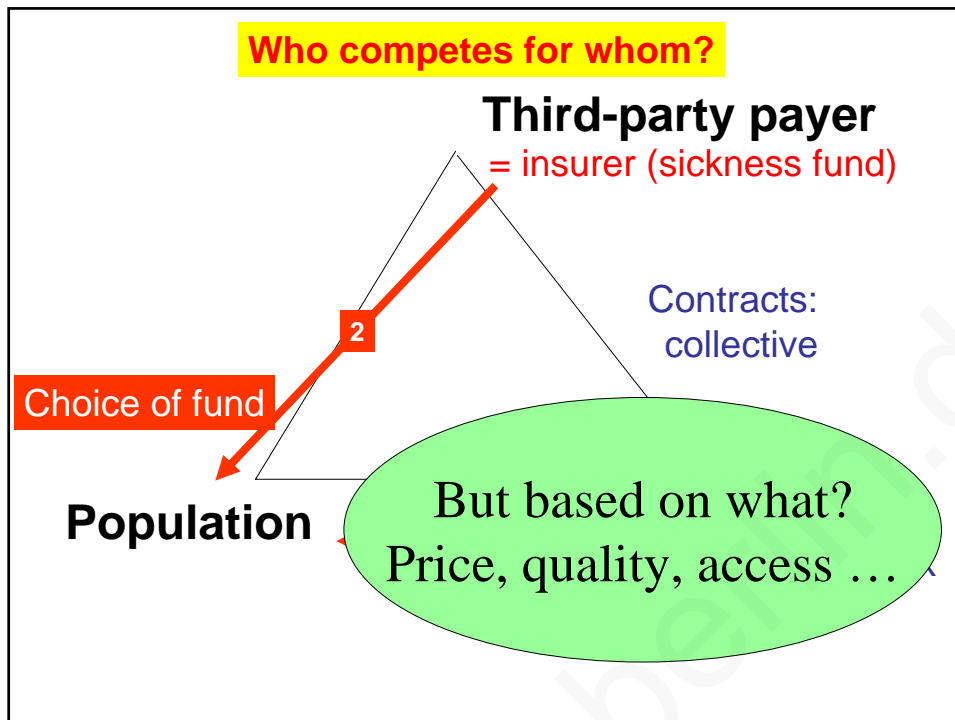 Who competes for whom?
Third-party payer
= insurer (sickness fund)
Contracts:
collective
2
Choice of fund
Population
But based on what?
Price, quality, access …